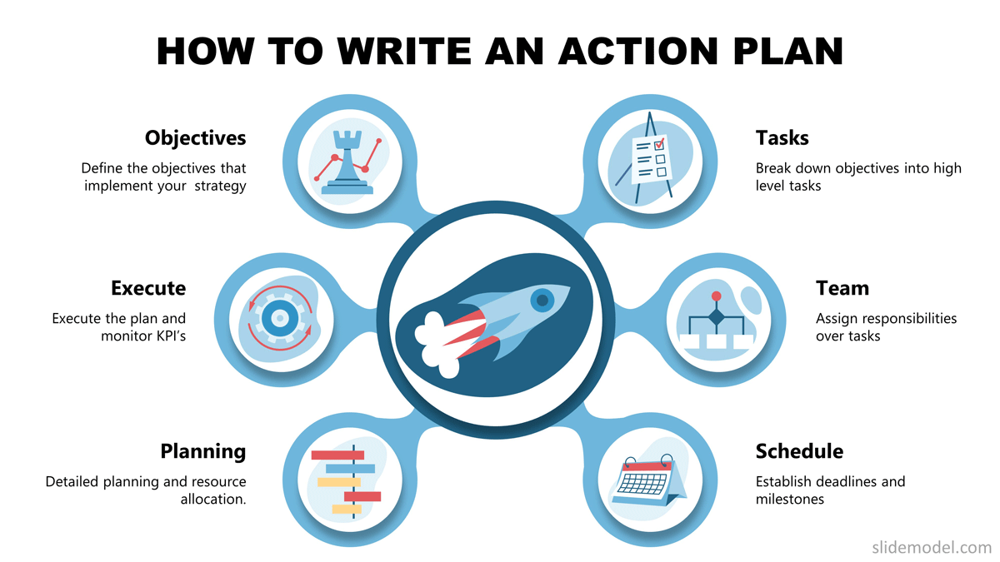 HOW TO WRITE AN ACTION PLAN
Objectives
Define the objectives that
implement your  strategy
Tasks
Break down objectives into high
level tasks
Execute
Execute the plan and
monitor KPI's
Team
Assign responsibilities
over tasks
Planning
Detailed planning and resource
allocation.
Schedule
Establish deadlines and
milestones
slidemodel.com